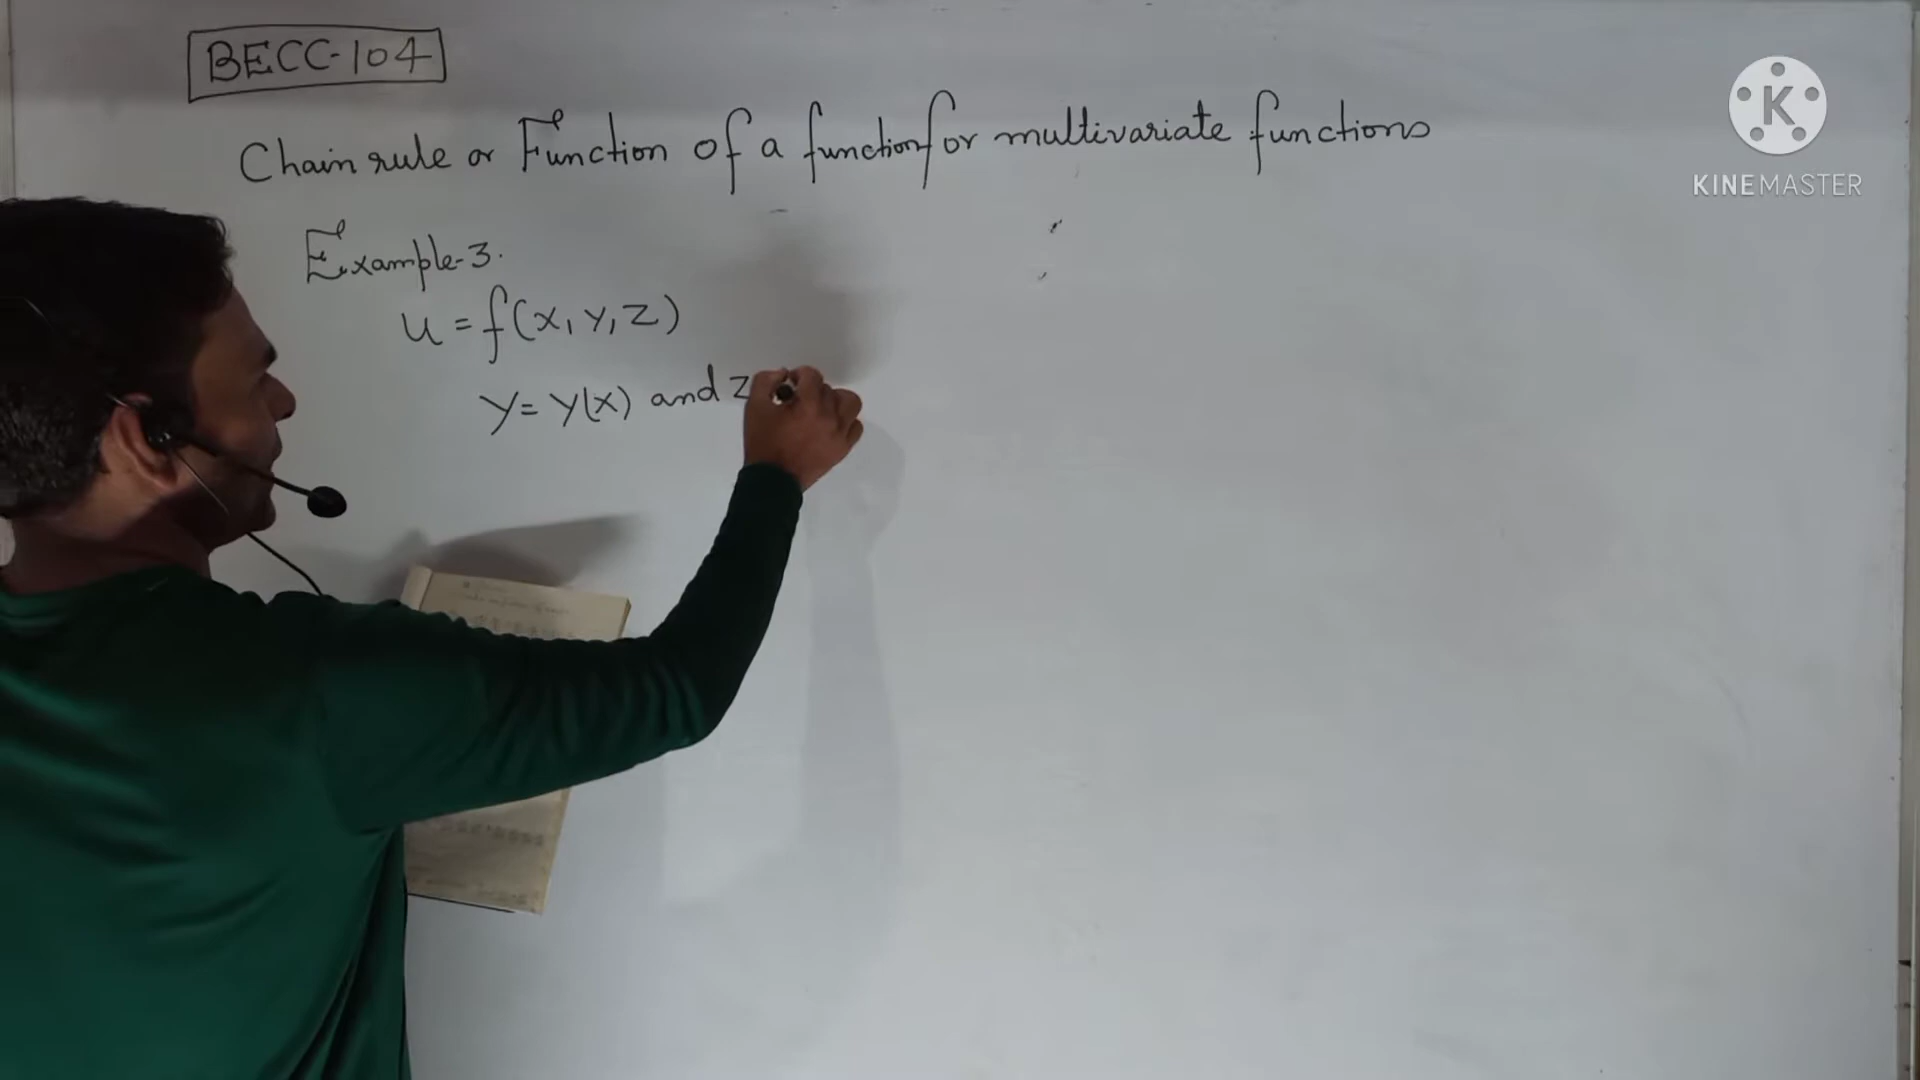 BECC-104
Chain rule or Function of a function for multivariate functions
Example-3.
u = f(x, y, z)
y = y(x) and z
K
KINEMASTER